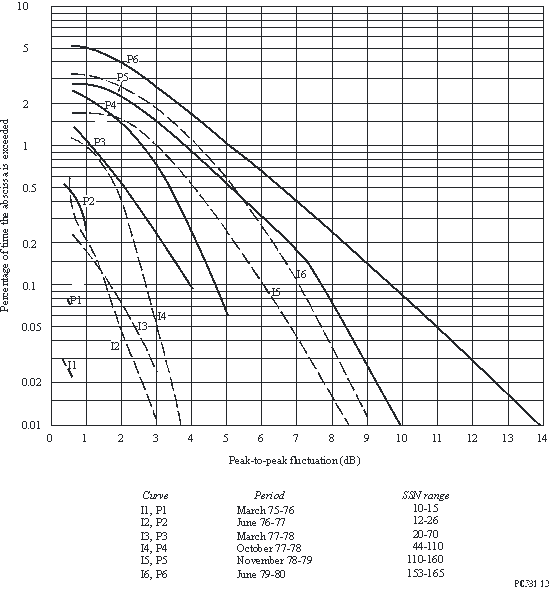 10
5
2
1
0.5
0.2
0.1
0.05
0.02
0.01
Percentage of time the abscissa is exceeded
P6
P5
P4
P3
P2
P1
I1
I2
I3
I4
I5
I6
0 1 2 3 4 5 6 7 8 9 10 11 12 13 14
Peak-to-peak fluctuation (dB)
Curve Period SSN range
I1, P1 March 75-76 10-15
I2, P2 June 76-77 12-26
I3, P3 March 77-78 20-70
I4, P4 October 77-78 44-110
I5, P5 November 78-79 110-160
I6, P6 June 79-80 153-165